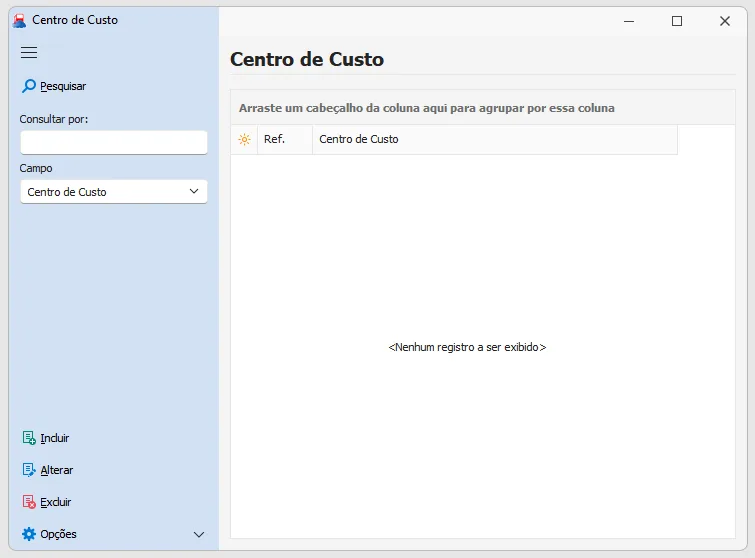 Centro de Custo
Pesquisar
Consultar por:
Campo
Centro de Custo
Incluir
Alterar
Excluir
Opções
Centro de Custo
Arraste um cabeçalho da coluna aqui para agrupar por essa coluna
Ref. Centro de Custo
<Nenhum registro a ser exibido>